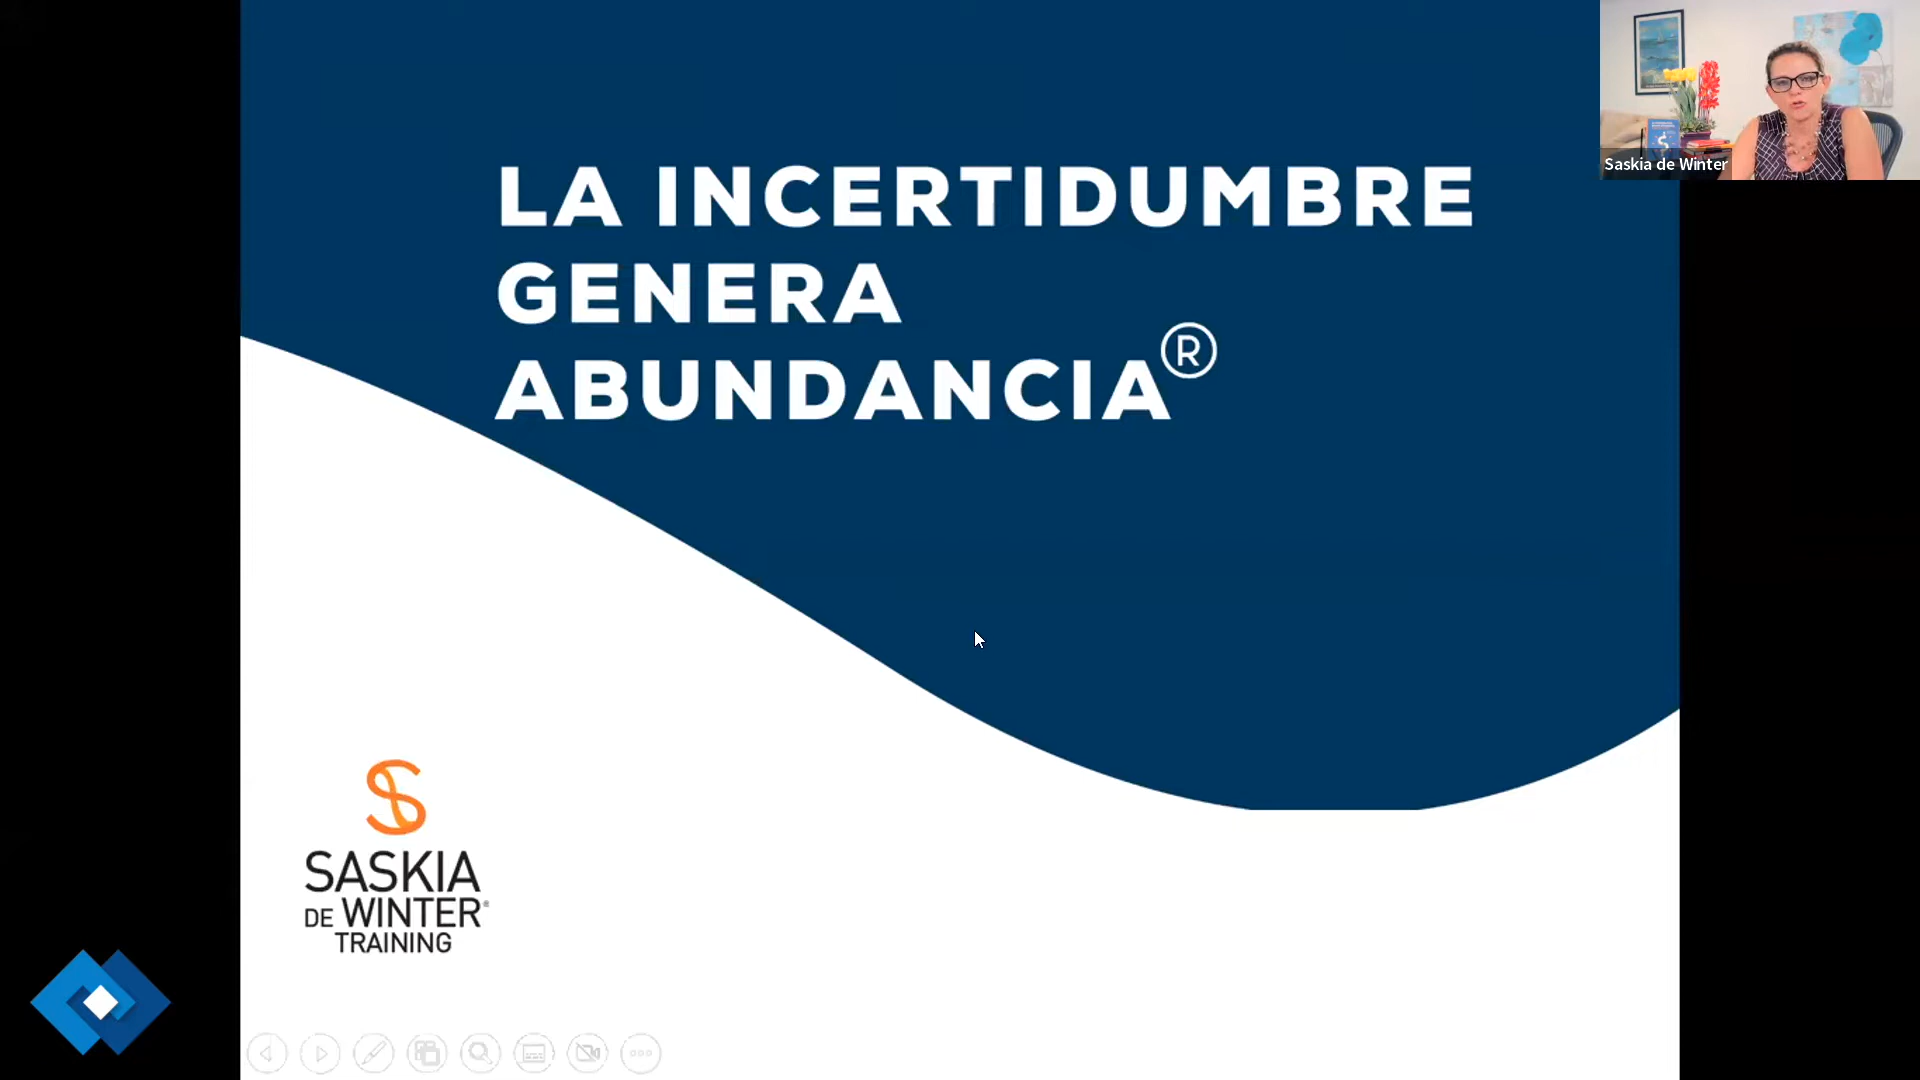 LA INCERTIDUMBRE
GENERA
ABUNDANCIA®
Saskia de Winter
SASKIA
DE WINTER®
TRAINING